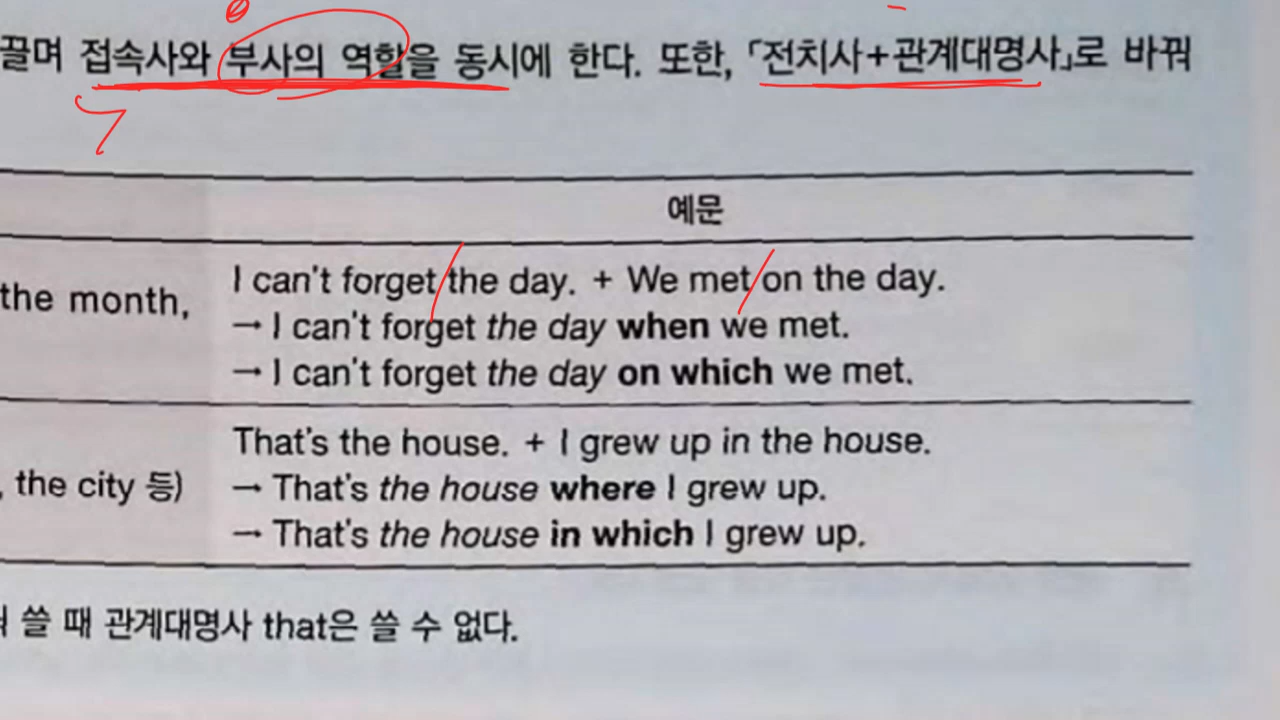 끌며 접속사와 부사의 역할을 동시에 한다. 또한, 「전치사+관계대명사」로 바꿔
예문
the month,
I can't forget the day. + We met on the day.
→ I can't forget the day when we met.
→ I can't forget the day on which we met.
, the city 등)
That's the house. + I grew up in the house.
→ That's the house where I grew up.
→ That's the house in which I grew up.
쓸 때 관계대명사 that은 쓸 수 없다.